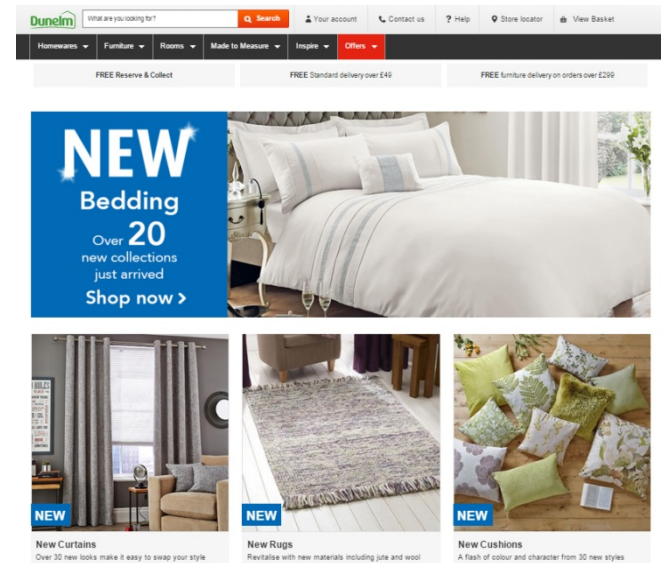 Dunelm
What are you looking for?
Search
Your account
Contact us
? Help
Store locator
View Basket
Homewares
Furniture
Rooms
Made to Measure
Inspire
Offers
FREE Reserve & Collect
FREE Standard delivery over £49
FREE furniture delivery on orders over £299
NEW
Bedding
Over 20
new collections
just arrived
Shop now >
NEW
NEW
NEW
New Curtains
Over 30 new looks make it easy to swap your style
New Rugs
Revitalise with new materials including jute and wool
New Cushions
A flash of colour and character from 30 new styles